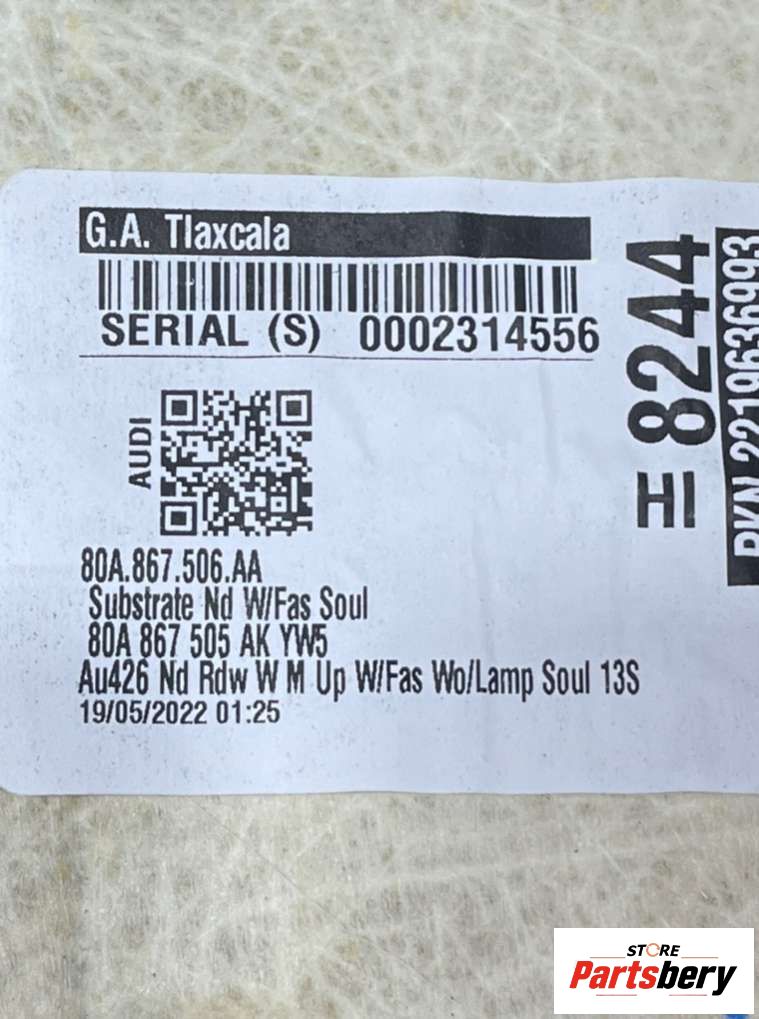 G.A. Tlaxcala
SERIAL (S) 0002314556
AUDI
80A.867.506.AA
Substrate Nd W/Fas Soul
80A 867 505 AK YW5
Au426 Nd Rdw W M Up W/Fas Wo/Lamp Soul 13S
19/05/2022 01:25
HI 8244
PKN 2219636993
STORE
Partsbery